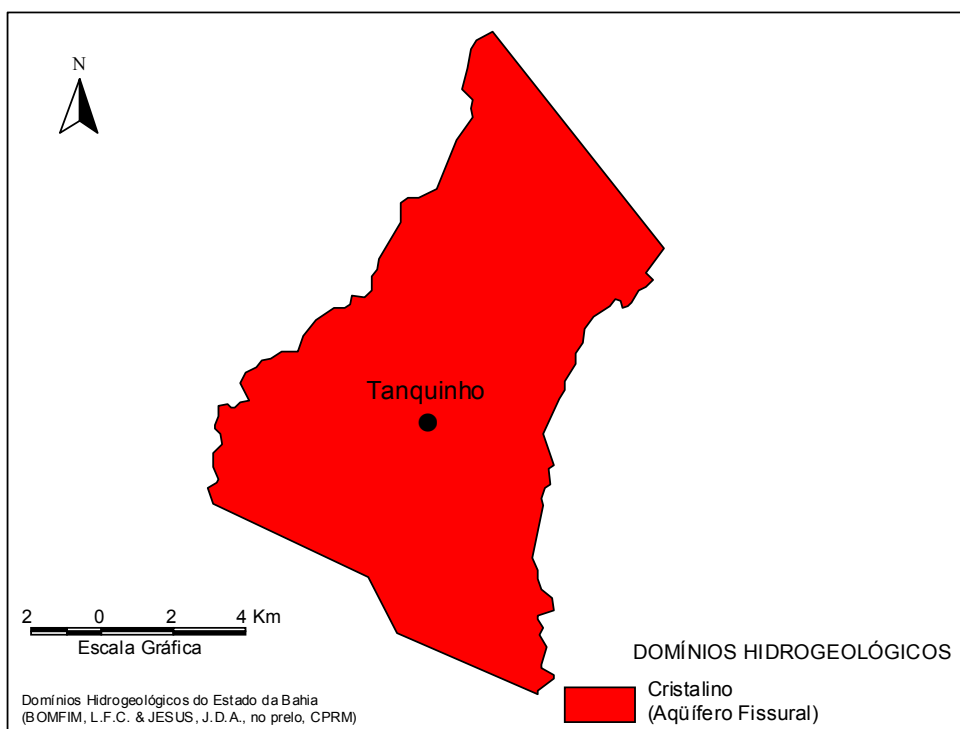 N
Tanquinho
2 0 2 4 Km
Escala Gráfica
DOMÍNIOS HIDROGEOLÓGICOS
Cristalino
(Aqüífero Fissural)
Domínios Hidrogeológicos do Estado da Bahia
(BOMFIM, L.F.C. & JESUS, J.D.A., no prelo, CPRM)